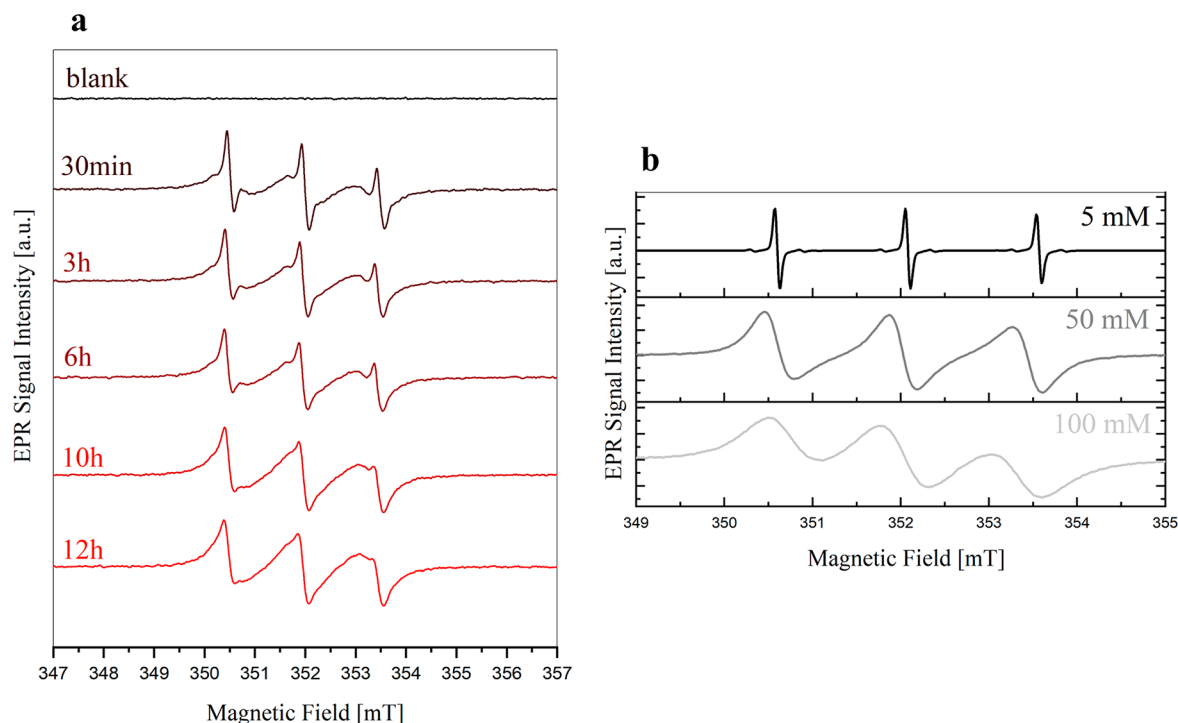 a
blank
30min
3h
6h
10h
12h
EPR Signal Intensity [a.u.]
347 348 349 350 351 352 353 354 355 356 357
Magnetic Field [mT]
b
5 mM
50 mM
100 mM
EPR Signal Intensity [a.u.]
349 350 351 352 353 354 355
Magnetic Field [mT]